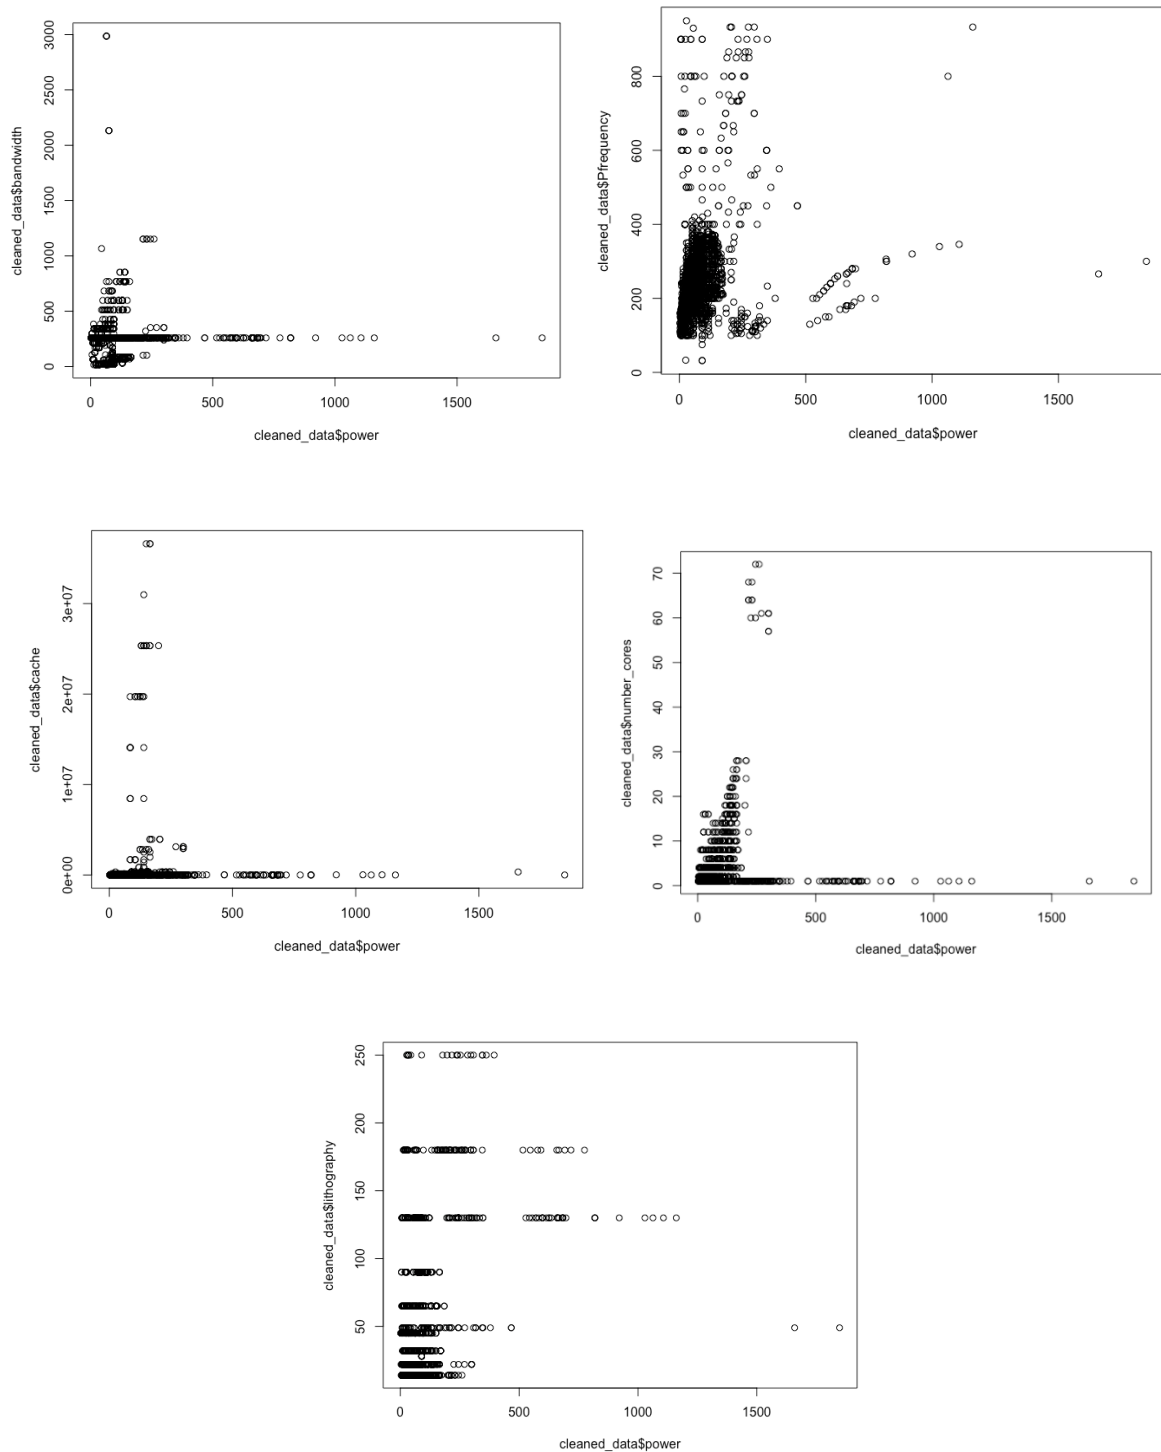 cleaned_data$bandwidth
3000
2500
2000
1500
1000
500
0
0 500 1000 1500
cleaned_data$power
cleaned_data$Pfrequency
800
600
400
200
0
0 500 1000 1500
cleaned_data$power
cleaned_data$cache
3e+07
2e+07
1e+07
0e+00
0 500 1000 1500
cleaned_data$power
cleaned_data$number_cores
70
60
50
40
30
20
10
0
0 500 1000 1500
cleaned_data$power
cleaned_data$lithography
250
200
150
100
50
0 500 1000 1500
cleaned_data$power